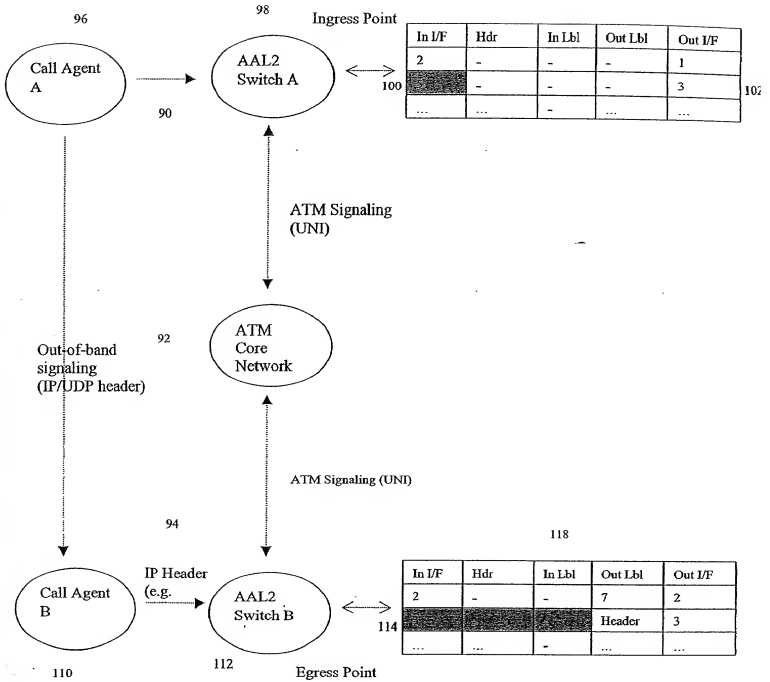 96
98
Ingress Point
Call Agent
A
AAL2
Switch A
In I/F Hdr In Lbl Out Lbl Out I/F
2 - - - 1
- - - 3
... ... - ... ...
100
102
90
ATM Signaling
(UNI)
92
ATM
Core
Network
Out-of-band
signaling
(IP/UDP header)
ATM Signaling (UNI)
94
118
Call Agent
B
IP Header
(e.g.
AAL2
Switch B
In I/F Hdr In Lbl Out Lbl Out I/F
2 - - 7 2
Header 3
... ... - ... ...
114
110
112
Egress Point